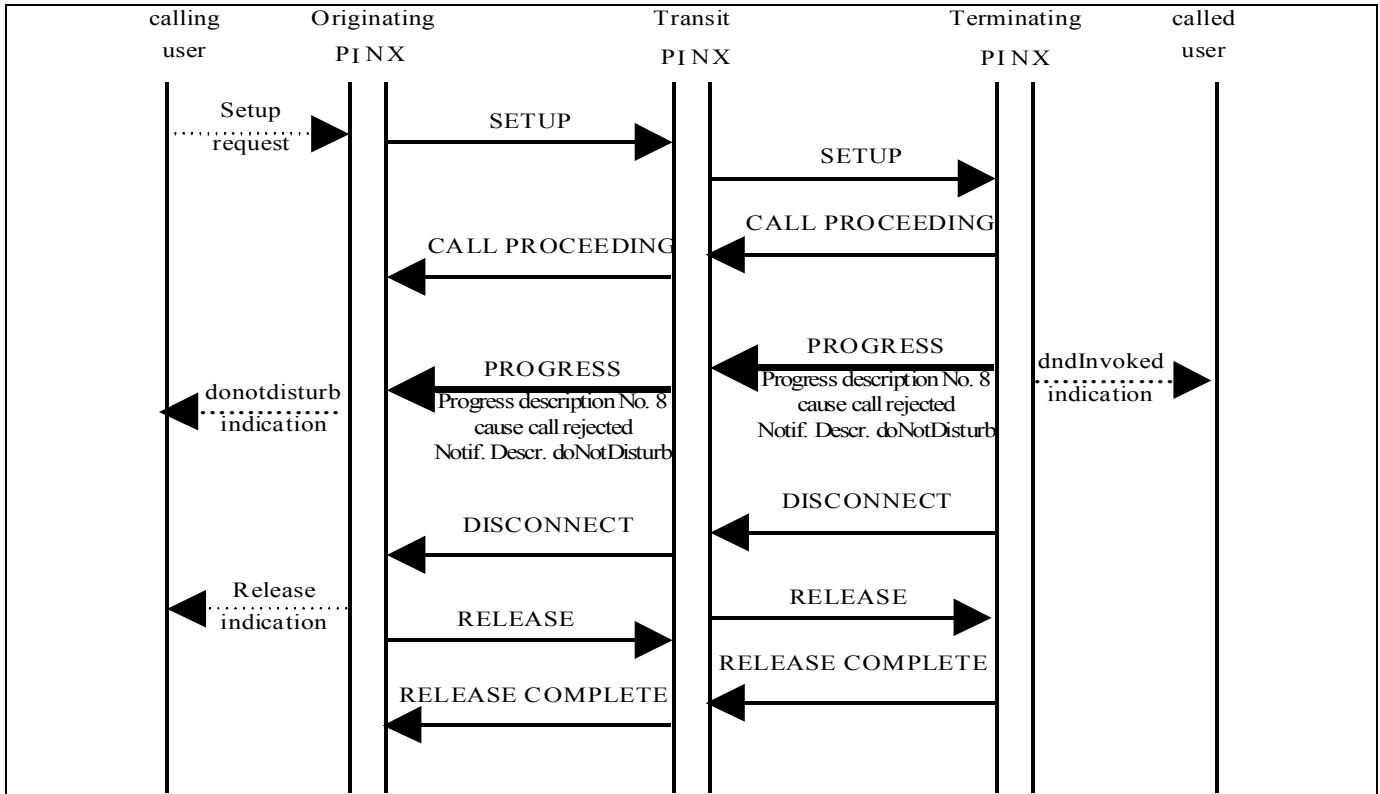 calling
user
Originating
PINX
Transit
PINX
Terminating
PINX
called
user
Setup
request
SETUP
SETUP
CALL PROCEEDING
CALL PROCEEDING
PROGRESS
Progress description No. 8
cause call rejected
Notif. Descr. doNotDisturb
dndInvoked
indication
PROGRESS
Progress description No. 8
cause call rejected
Notif. Descr. doNotDisturb
donotdisturb
indication
DISCONNECT
DISCONNECT
Release
indication
RELEASE
RELEASE
RELEASE COMPLETE
RELEASE COMPLETE